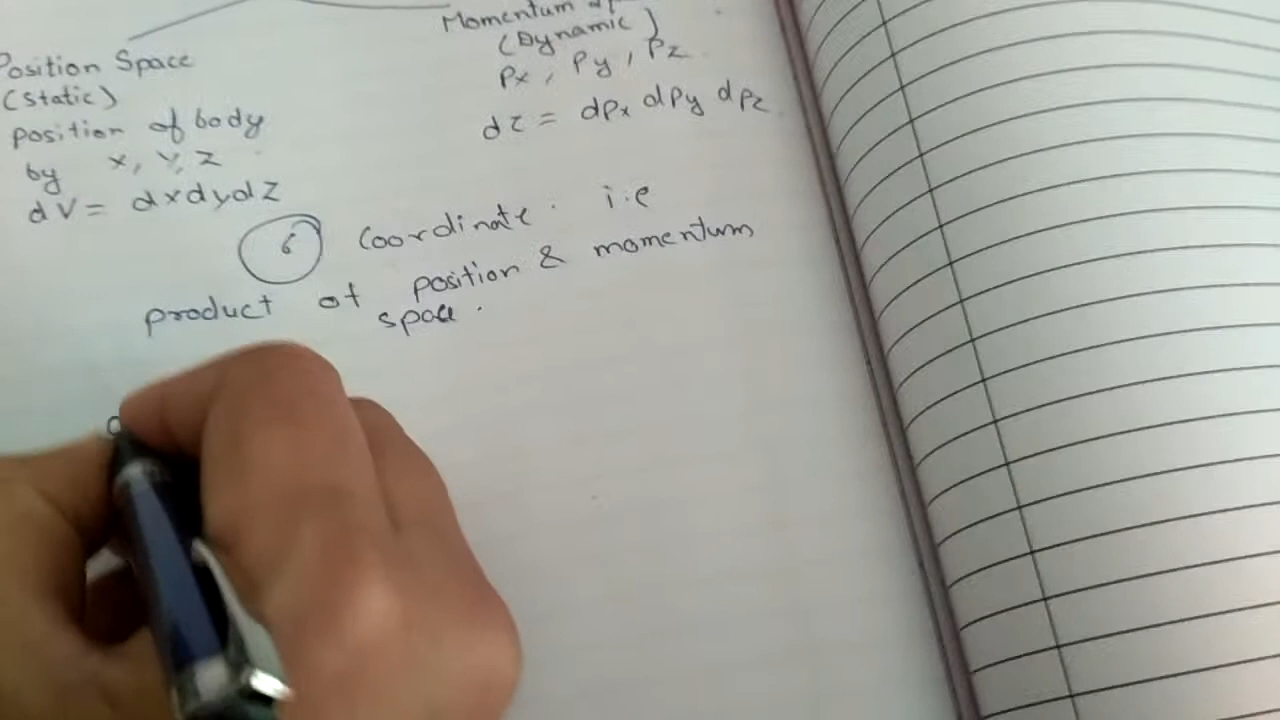 Position Space
(Static)
position of body
by x, y, z
dV = dxdydz
Momentum
(Dynamic)
Px, Py, Pz
dτ = dPx dPy dPz
6 Coordinate. i.e
product of position & momentum
space.